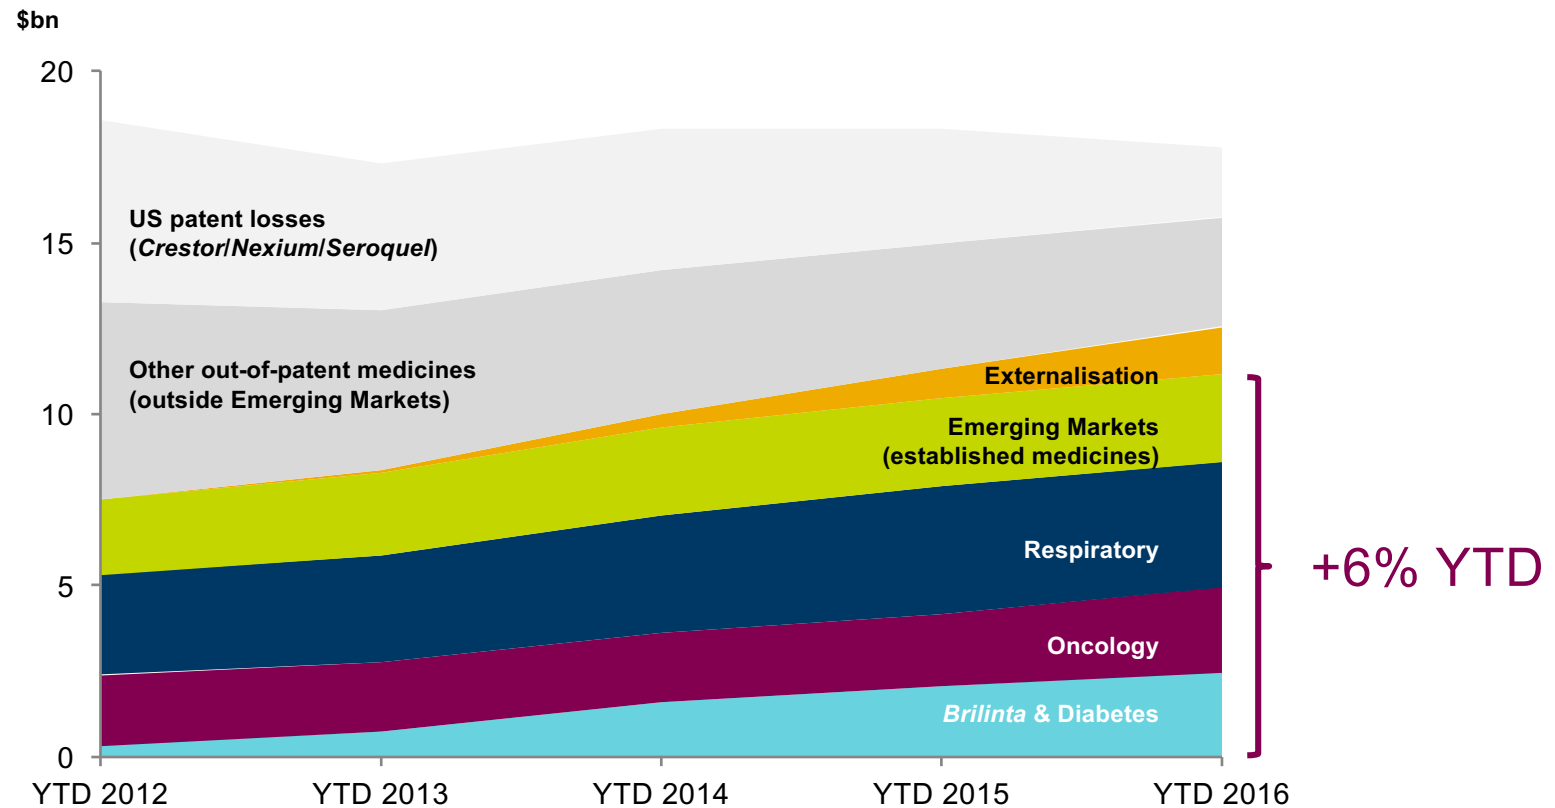 $bn
20
15
10
5
0
US patent losses
(Crestor/Nexium/Seroquel)
Other out-of-patent medicines
(outside Emerging Markets)
Externalisation
Emerging Markets
(established medicines)
Respiratory
Oncology
Brilinta & Diabetes
+6% YTD
YTD 2012
YTD 2013
YTD 2014
YTD 2015
YTD 2016